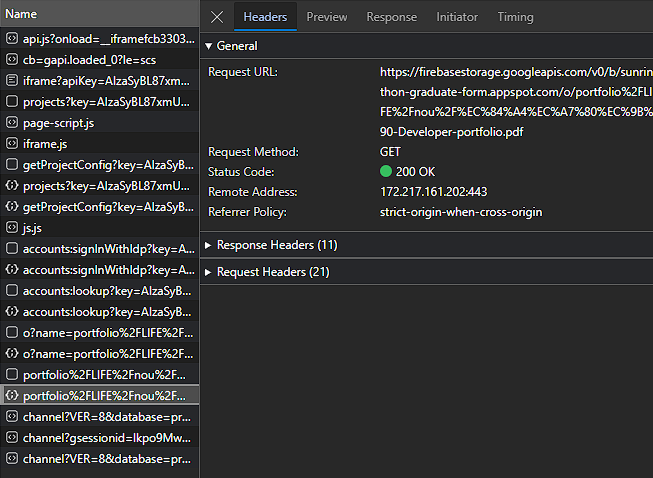 Name
Headers Preview Response Initiator Timing
api.js?onload=__iframefcb3303...
cb=gapi.loaded_0?le=scs
iframe?apiKey=AIzaSyBL87xm...
projects?key=AIzaSyBL87xmU...
page-script.js
iframe.js
getProjectConfig?key=AIzaSyB...
projects?key=AIzaSyBL87xmU...
getProjectConfig?key=AIzaSyB...
js.js
accounts:signInWithIdp?key=A...
accounts:signInWithIdp?key=A...
accounts:lookup?key=AIzaSyB...
accounts:lookup?key=AIzaSyB...
o?name=portfolio%2FLIFE%2F...
o?name=portfolio%2FLIFE%2F...
portfolio%2FLIFE%2Fnou%2F...
portfolio%2FLIFE%2Fnou%2F...
channel?VER=8&database=pr...
channel?gsessionid=Ikpo9Mw...
channel?VER=8&database=pr...
General
Request URL:
https://firebasestorage.googleapis.com/v0/b/sunrin
thon-graduate-form.appspot.com/o/portfolio%2FLI
FE%2Fnou%2F%EC%84%A4%EC%A7%80%EC%9B%
90-Developer-portfolio.pdf
Request Method: GET
Status Code: 200 OK
Remote Address: 172.217.161.202:443
Referrer Policy: strict-origin-when-cross-origin
Response Headers (11)
Request Headers (21)